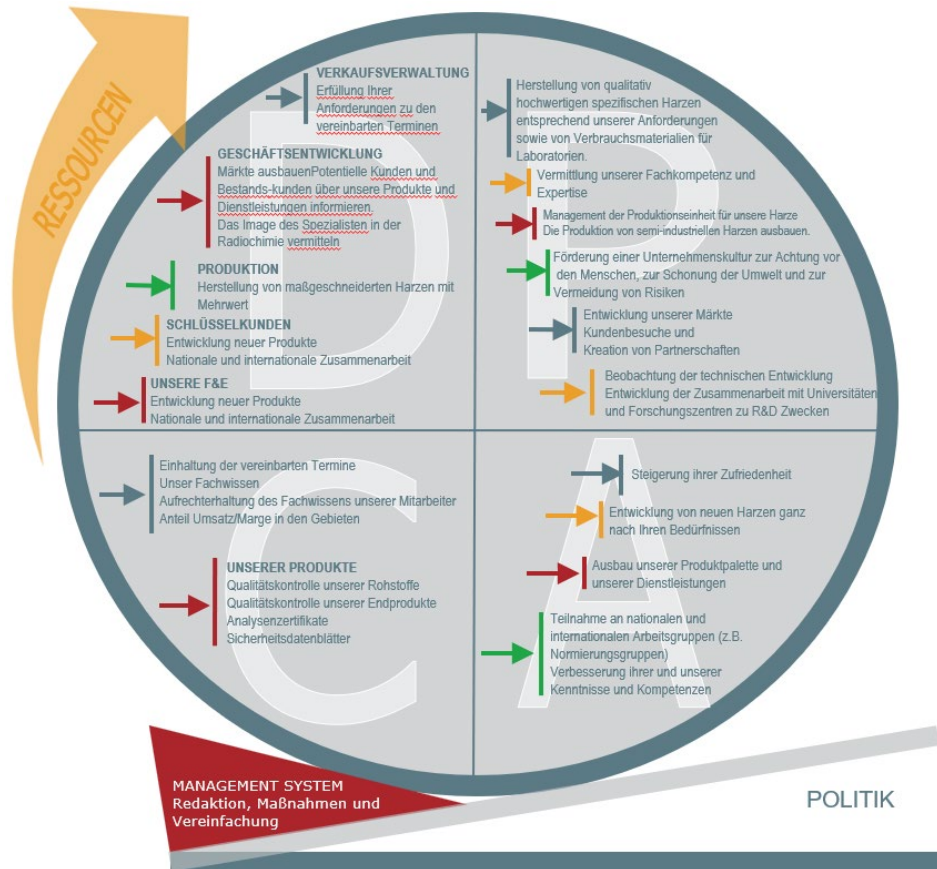 RESSOURCEN
D
VERKAUFSVERWALTUNG
Erfüllung Ihrer
Anforderungen zu den
vereinbarten Terminen
GESCHÄFTSENTWICKLUNG
Märkte ausbauenPotentielle Kunden und
Bestands-kunden über unsere Produkte und
Dienstleistungen informieren.
Das Image des Spezialisten in der
Radiochimie vermitteln
PRODUKTION
Herstellung von maßgeschneiderten Harzen mit
Mehrwert
SCHLÜSSELKUNDEN
Entwicklung neuer Produkte
Nationale und internationale Zusammenarbeit
UNSERE F&E
Entwicklung neuer Produkte
Nationale und internationale Zusammenarbeit
P
Herstellung von qualitativ
hochwertigen spezifischen Harzen
entsprechend unserer Anforderungen
sowie von Verbrauchsmaterialien für
Laboratorien.
Vermittlung unserer Fachkompetenz und
Expertise
Management der Produktionseinheit für unsere Harze
Die Produktion von semi-industriellen Harzen ausbauen.
Förderung einer Unternehmenskultur zur Achtung vor
den Menschen, zur Schonung der Umwelt und zur
Vermeidung von Risiken
Entwicklung unserer Märkte
Kundenbesuche und
Kreation von Partnerschaften
Beobachtung der technischen Entwicklung
Entwicklung der Zusammenarbeit mit Universitäten
und Forschungszentren zu R&D Zwecken
C
Einhaltung der vereinbarten Termine
Unser Fachwissen
Aufrechterhaltung des Fachwissens unserer Mitarbeiter
Anteil Umsatz/Marge in den Gebieten
UNSERER PRODUKTE
Qualitätskontrolle unserer Rohstoffe
Qualitätskontrolle unserer Endprodukte
Analysenzertifikate
Sicherheitsdatenblätter
A
Steigerung ihrer Zufriedenheit
Entwicklung von neuen Harzen ganz
nach Ihren Bedürfnissen
Ausbau unserer Produktpalette und
unserer Dienstleistungen
Teilnahme an nationalen und
internationalen Arbeitsgruppen (z.B.
Normierungsgruppen)
Verbesserung ihrer und unserer
Kenntnisse und Kompetenzen
MANAGEMENT SYSTEM
Redaktion, Maßnahmen und
Vereinfachung
POLITIK